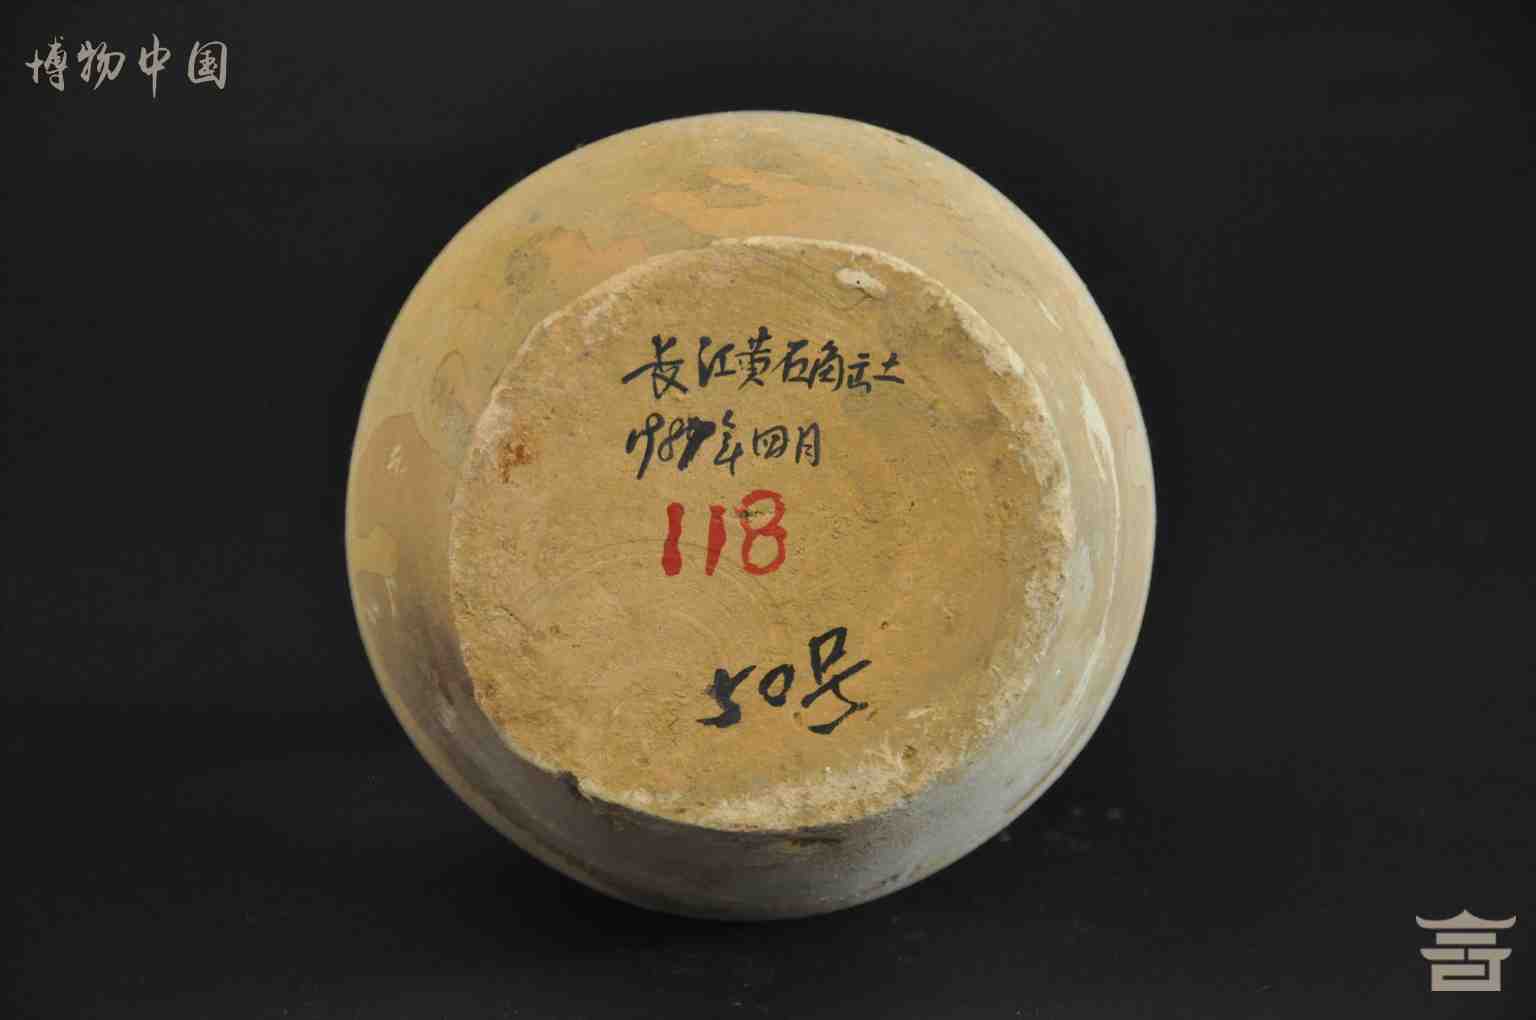 博物中国
长江黄石角出土
1987年四月
118
50号